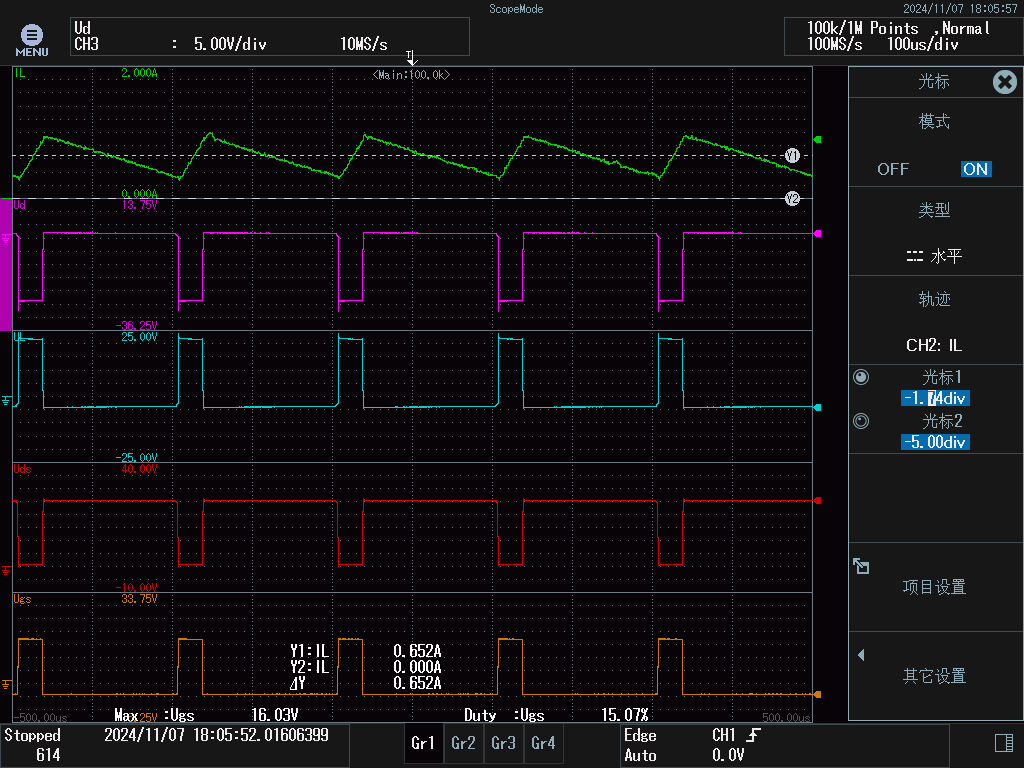 ScopeMode
2024/11/07 18:05:57
MENU
Ud
CH3 : 5.00V/div 10MS/s
100k/1M Points ,Normal
100MS/s 100us/div
T
<Main:100.0k>
IL 2.000A
Y1
0.000A
Y2
Ud 13.75V
-36.25V
UL 25.00V
-25.00V
Uds 40.00V
-10.00V
Ugs 33.75V
Y1:IL 0.652A
Y2:IL 0.000A
ΔY 0.652A
-500.00us 500.00us
Max :Ugs 16.03V Duty :Ugs 15.07%
光标
模式
OFF ON
类型
水平
轨迹
CH2: IL
光标1
-1.74div
光标2
-5.00div
项目设置
其它设置
Stopped 2024/11/07 18:05:52.01606399
614
Gr1 Gr2 Gr3 Gr4
Edge CH1
Auto 0.0V